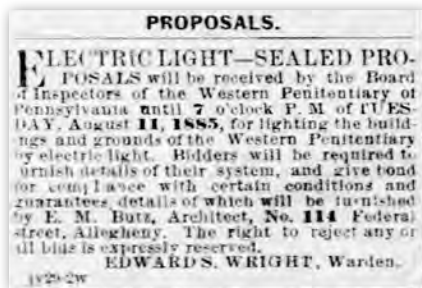 PROPOSALS.
ELECTRIC LIGHT—SEALED PRO-
POSALS will be received by the Board
of Inspectors of the Western Penitentiary of
Pennsylvania until 7 o'clock P. M. of TUES-
DAY, August 11, 1885, for lighting the build-
ings and grounds of the Western Penitentiary
by electric light. Bidders will be required to
furnish details of their system, and give bond
for compliance with certain conditions and
guarantees details of which will be furnished
by E. M. Butz, Architect, No. 114 Federal
street, Allegheny. The right to reject any or
all bids is expressly reserved.
EDWARD S. WRIGHT, Warden.
jy29-2w